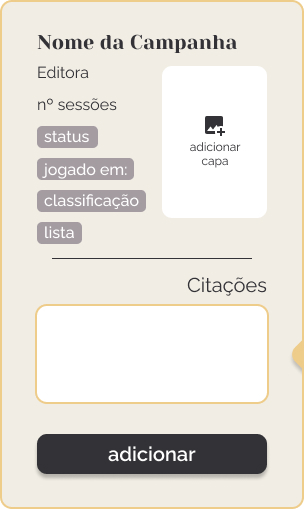 Nome da Campanha
Editora
nº sessões
status
jogado em:
classificação
lista
adicionar
capa
Citações
adicionar